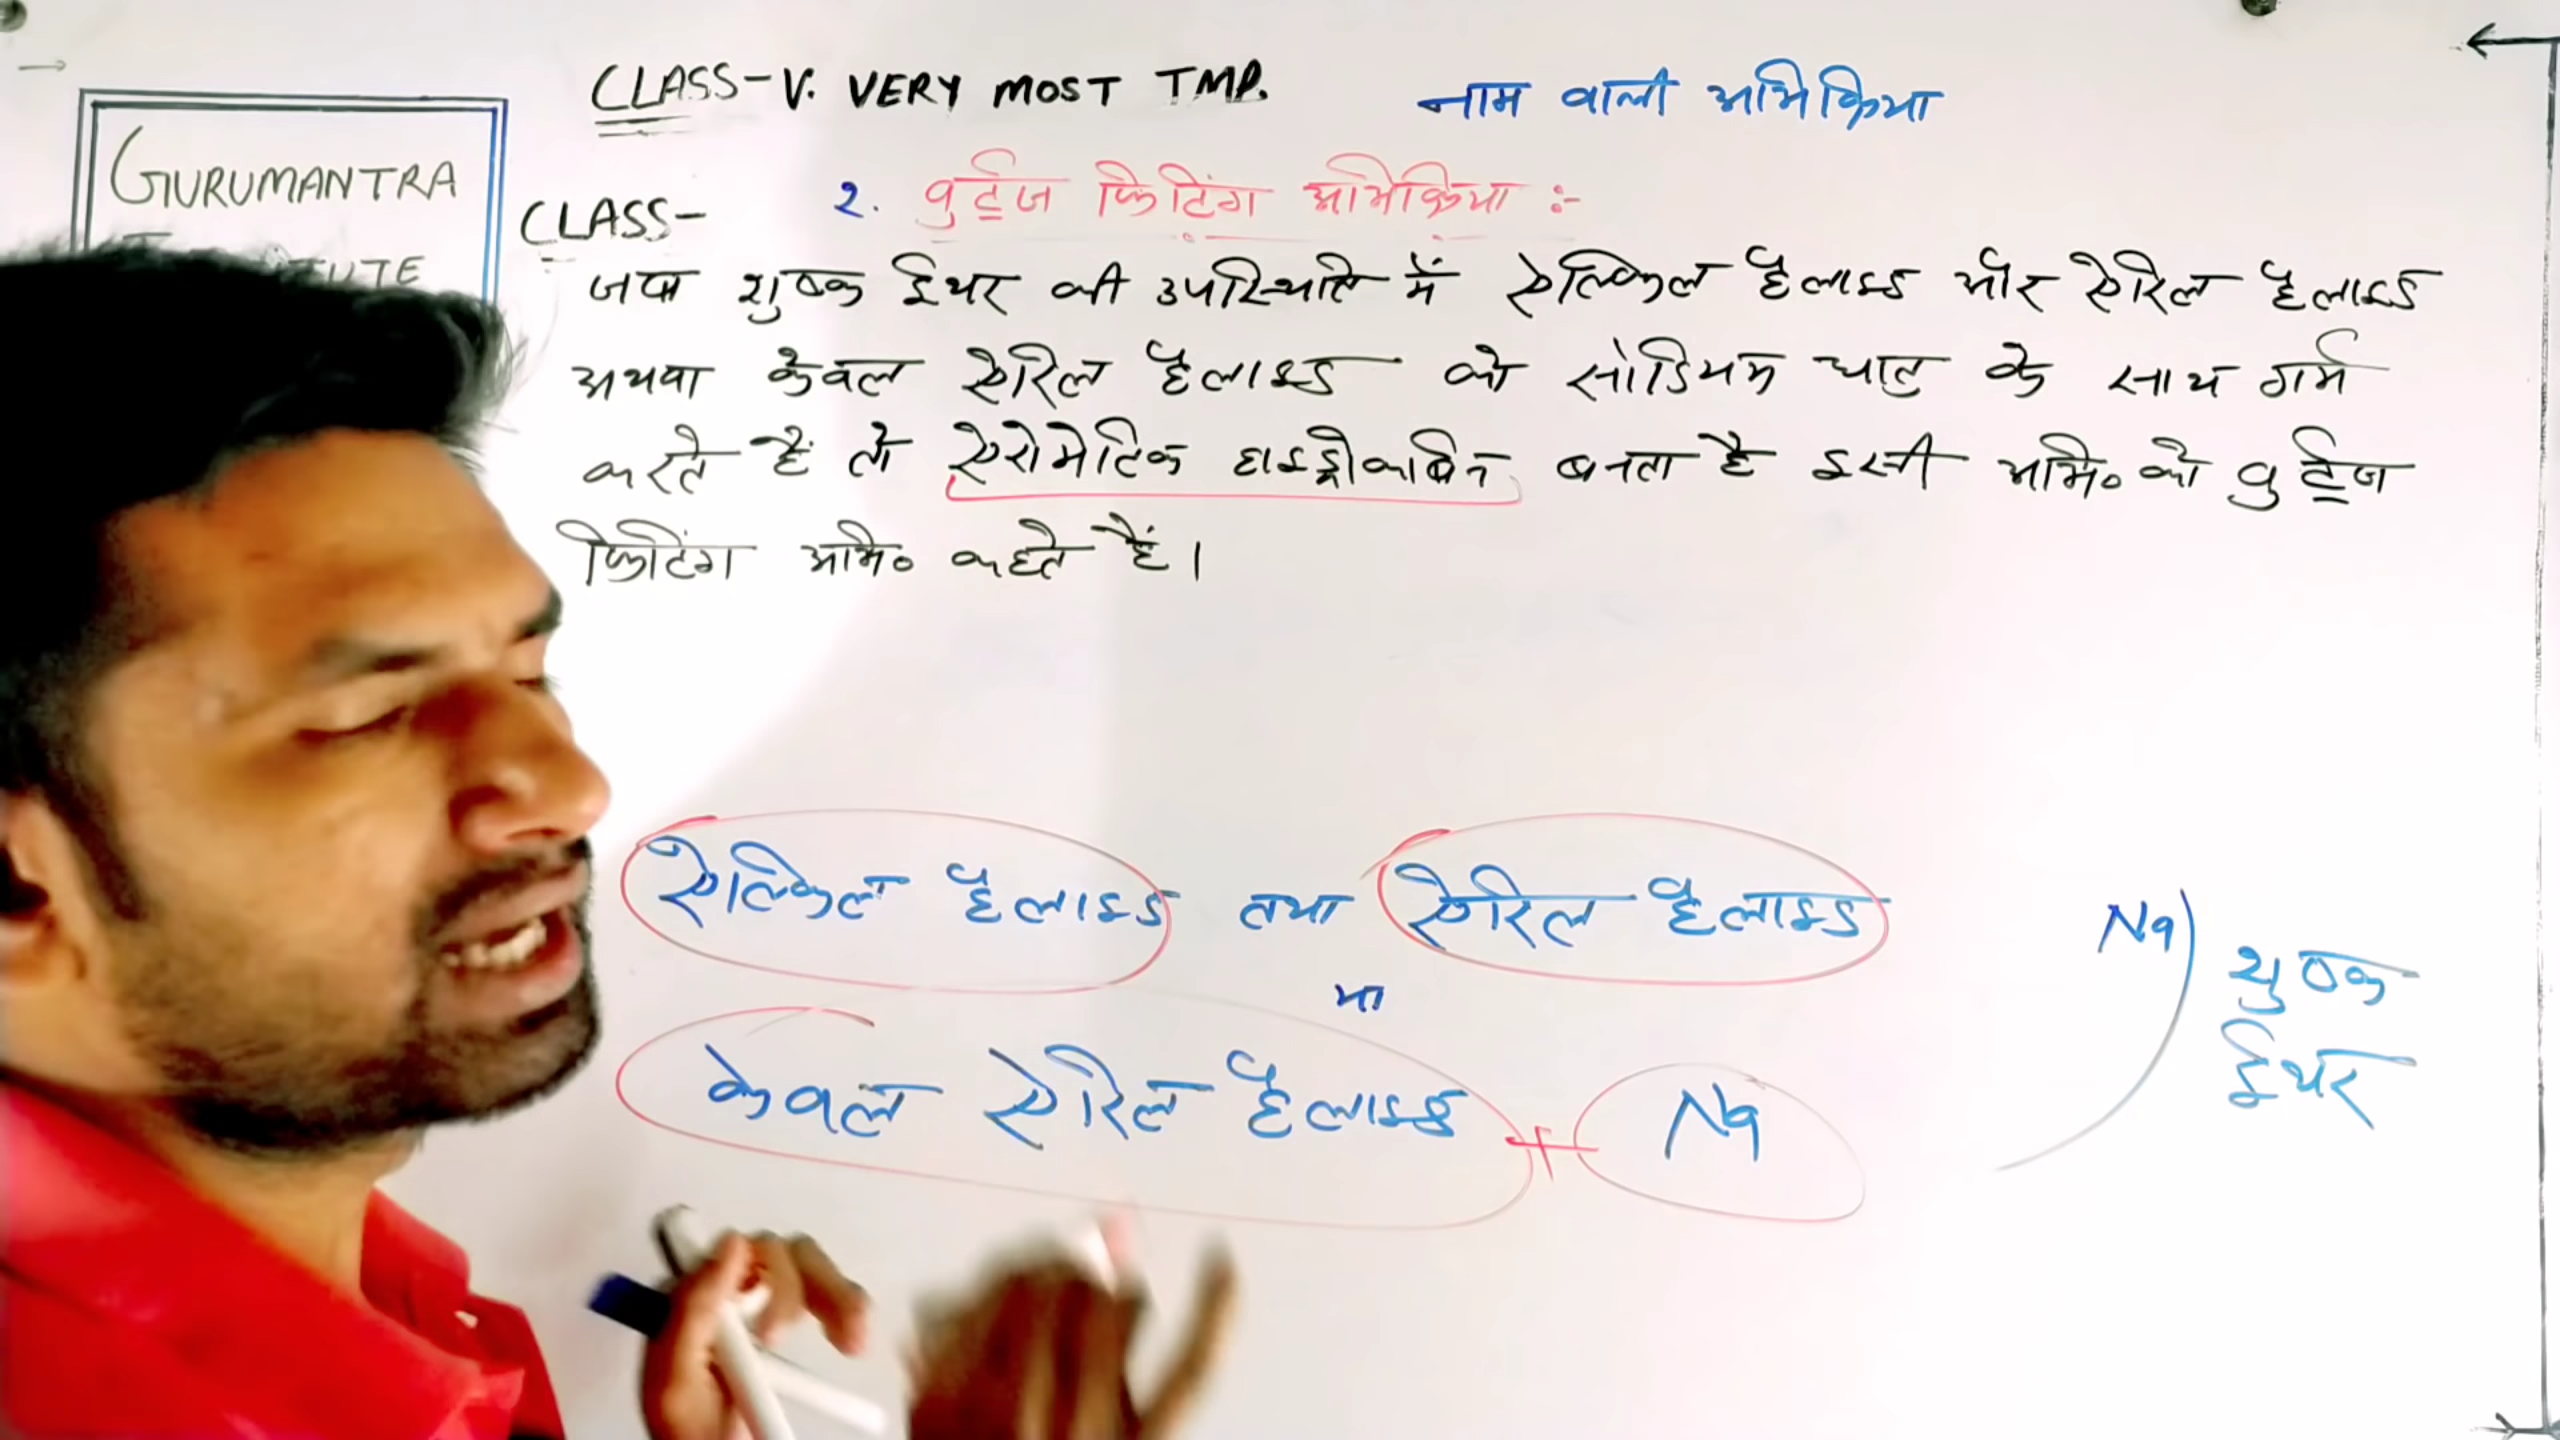 CLASS-V. VERY MOST IMP. नाम वाली अभिक्रिया
GURUMANTRA
CLASS-
2. वुर्ट्ज फिटिंग अभिक्रिया :-
जब शुष्क ईथर की उपस्थिति में ऐल्किल हैलाइड और ऐरिल हैलाइड
अथवा केवल ऐरिल हैलाइड को सोडियम धातु के साथ गर्म
करते हैं तो ऐरोमेटिक हाइड्रोकार्बन बनता है इसी अभि० को वुर्ट्ज
फिटिंग अभि० कहते हैं।
ऐल्किल हैलाइड तथा ऐरिल हैलाइड
या
केवल ऐरिल हैलाइड + Na
Na
शुष्क
ईथर